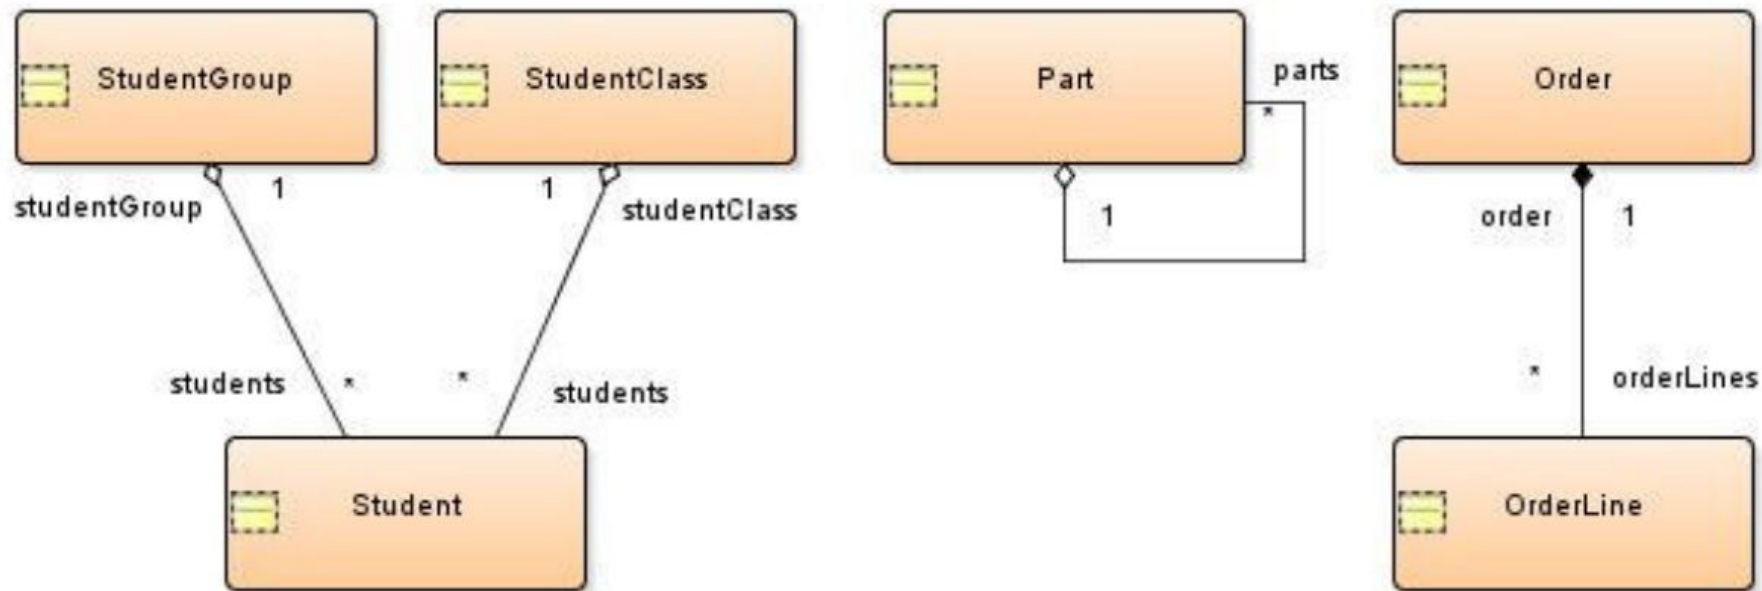 StudentGroup
StudentClass
Part
parts
*
Order
studentGroup
1
1
studentClass
1
order
1
students
*
*
students
*
orderLines
Student
OrderLine